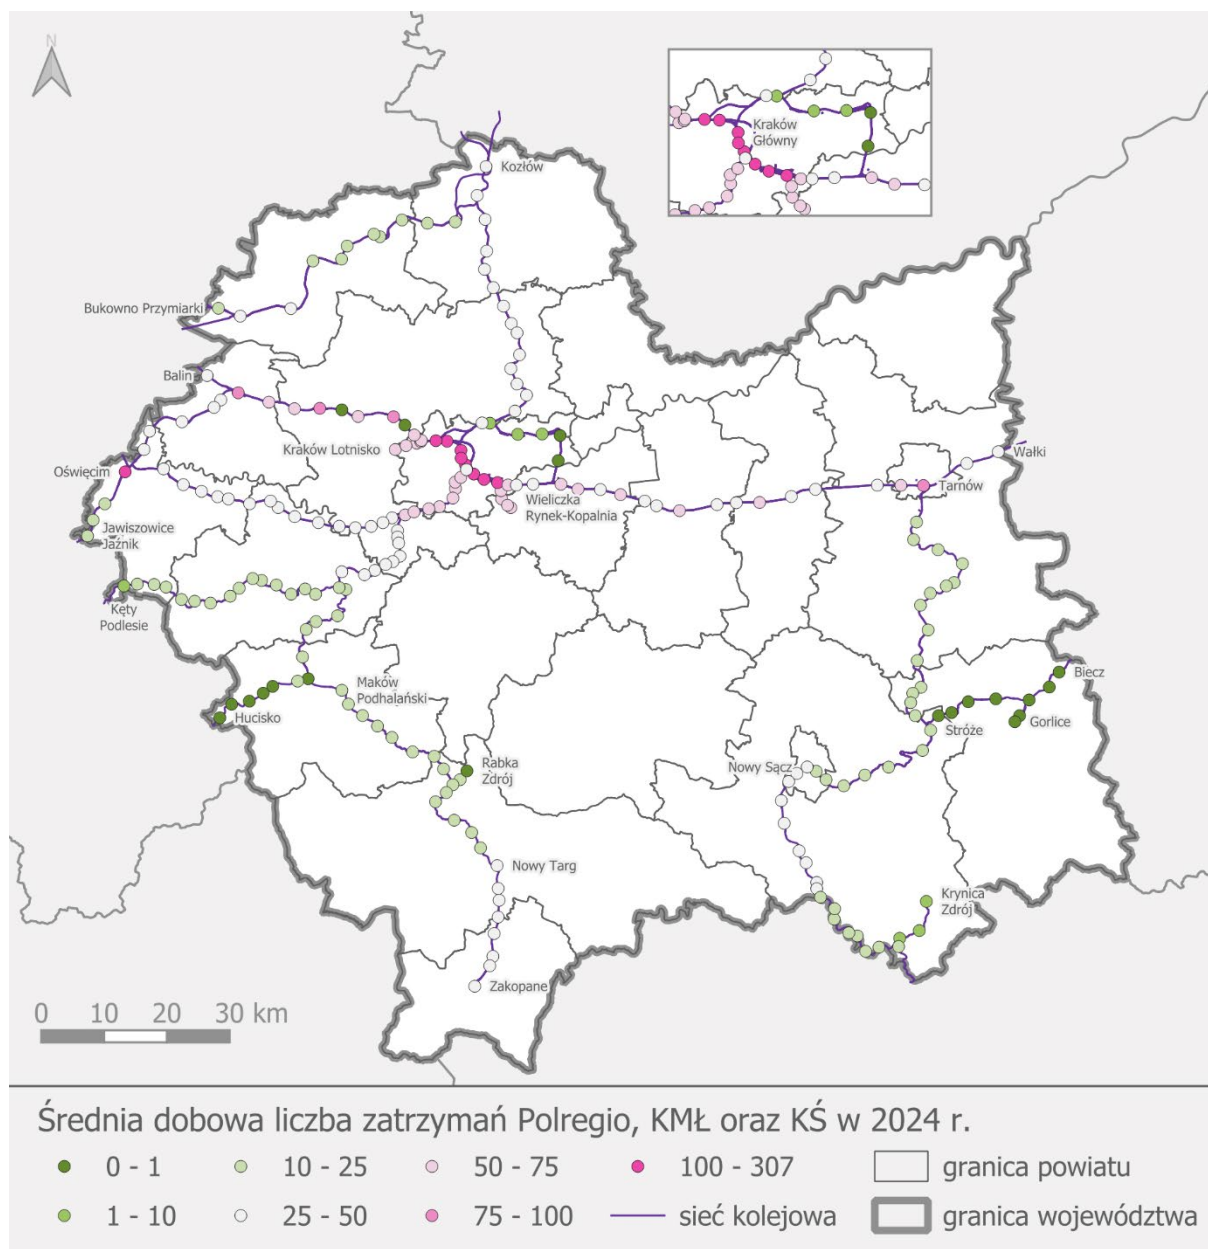 N
Kraków
Główny
Kozłów
Bukowno Przymiarki
Balin
Kraków Lotnisko
Wałki
Oświęcim
Tarnów
Wieliczka
Rynek-Kopalnia
Jawiszowice
Jaźnik
Kęty
Podlesie
Biecz
Maków
Podhalański
Hucisko
Gorlice
Stróże
Rabka
Zdrój
Nowy Sącz
Nowy Targ
Krynica
Zdrój
Zakopane
0 10 20 30 km
Średnia dobowa liczba zatrzymań Polregio, KMŁ oraz KŚ w 2024 r.
0 - 1 10 - 25 50 - 75 100 - 307 granica powiatu
1 - 10 25 - 50 75 - 100 sieć kolejowa granica województwa